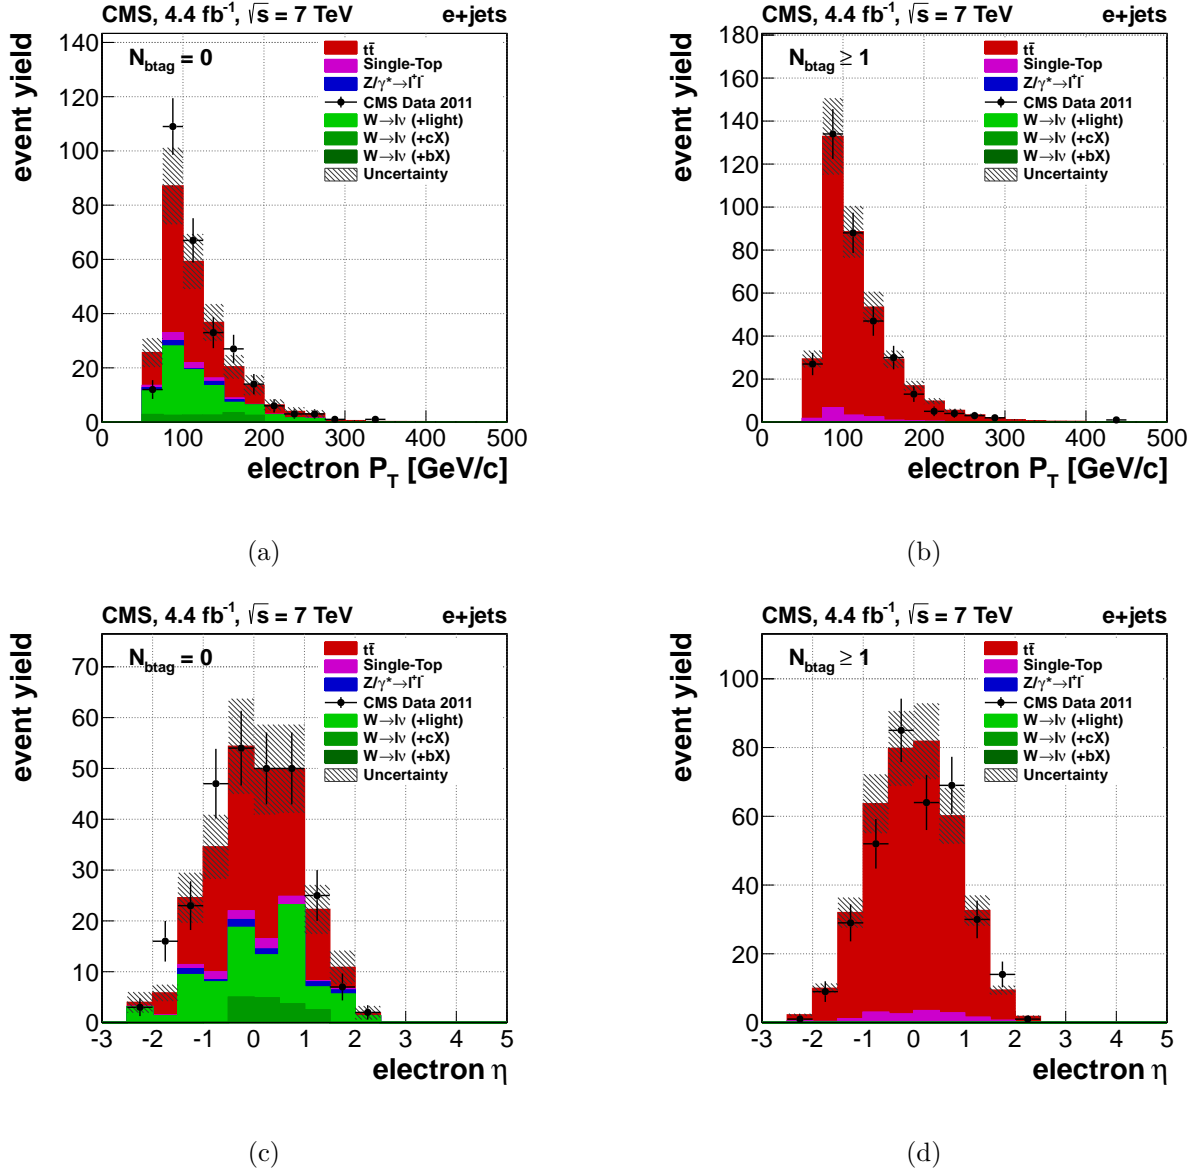 CMS, 4.4 fb⁻¹, √s = 7 TeV e+jets
event yield
N_btag = 0
tt̄
Single-Top
Z/γ*→l⁺l⁻
CMS Data 2011
W→lν (+light)
W→lν (+cX)
W→lν (+bX)
Uncertainty
140
120
100
80
60
40
20
0
0 100 200 300 400 500
electron P_T [GeV/c]
(a)
CMS, 4.4 fb⁻¹, √s = 7 TeV e+jets
event yield
N_btag ≥ 1
tt̄
Single-Top
Z/γ*→l⁺l⁻
CMS Data 2011
W→lν (+light)
W→lν (+cX)
W→lν (+bX)
Uncertainty
180
160
140
120
100
80
60
40
20
0
0 100 200 300 400 500
electron P_T [GeV/c]
(b)
CMS, 4.4 fb⁻¹, √s = 7 TeV e+jets
event yield
N_btag = 0
tt̄
Single-Top
Z/γ*→l⁺l⁻
CMS Data 2011
W→lν (+light)
W→lν (+cX)
W→lν (+bX)
Uncertainty
70
60
50
40
30
20
10
0
-3 -2 -1 0 1 2 3 4 5
electron η
(c)
CMS, 4.4 fb⁻¹, √s = 7 TeV e+jets
event yield
N_btag ≥ 1
tt̄
Single-Top
Z/γ*→l⁺l⁻
CMS Data 2011
W→lν (+light)
W→lν (+cX)
W→lν (+bX)
Uncertainty
100
80
60
40
20
0
-3 -2 -1 0 1 2 3 4 5
electron η
(d)